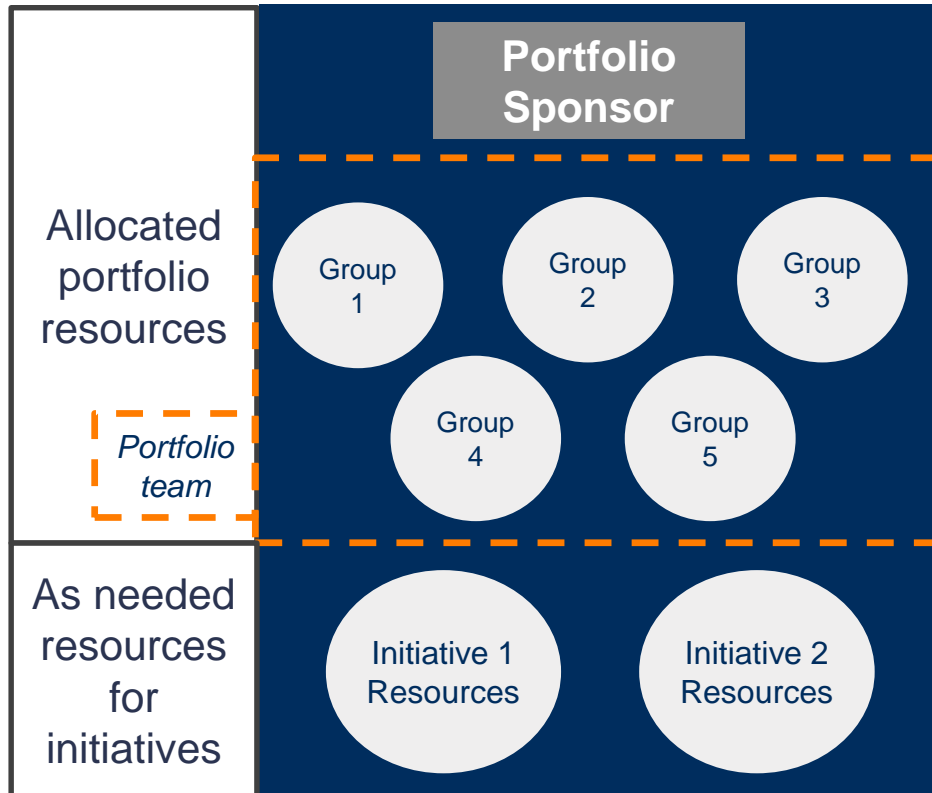 Portfolio
Sponsor
Allocated
portfolio
resources
Group
1
Group
2
Group
3
Group
4
Group
5
Portfolio
team
As needed
resources
for
initiatives
Initiative 1
Resources
Initiative 2
Resources